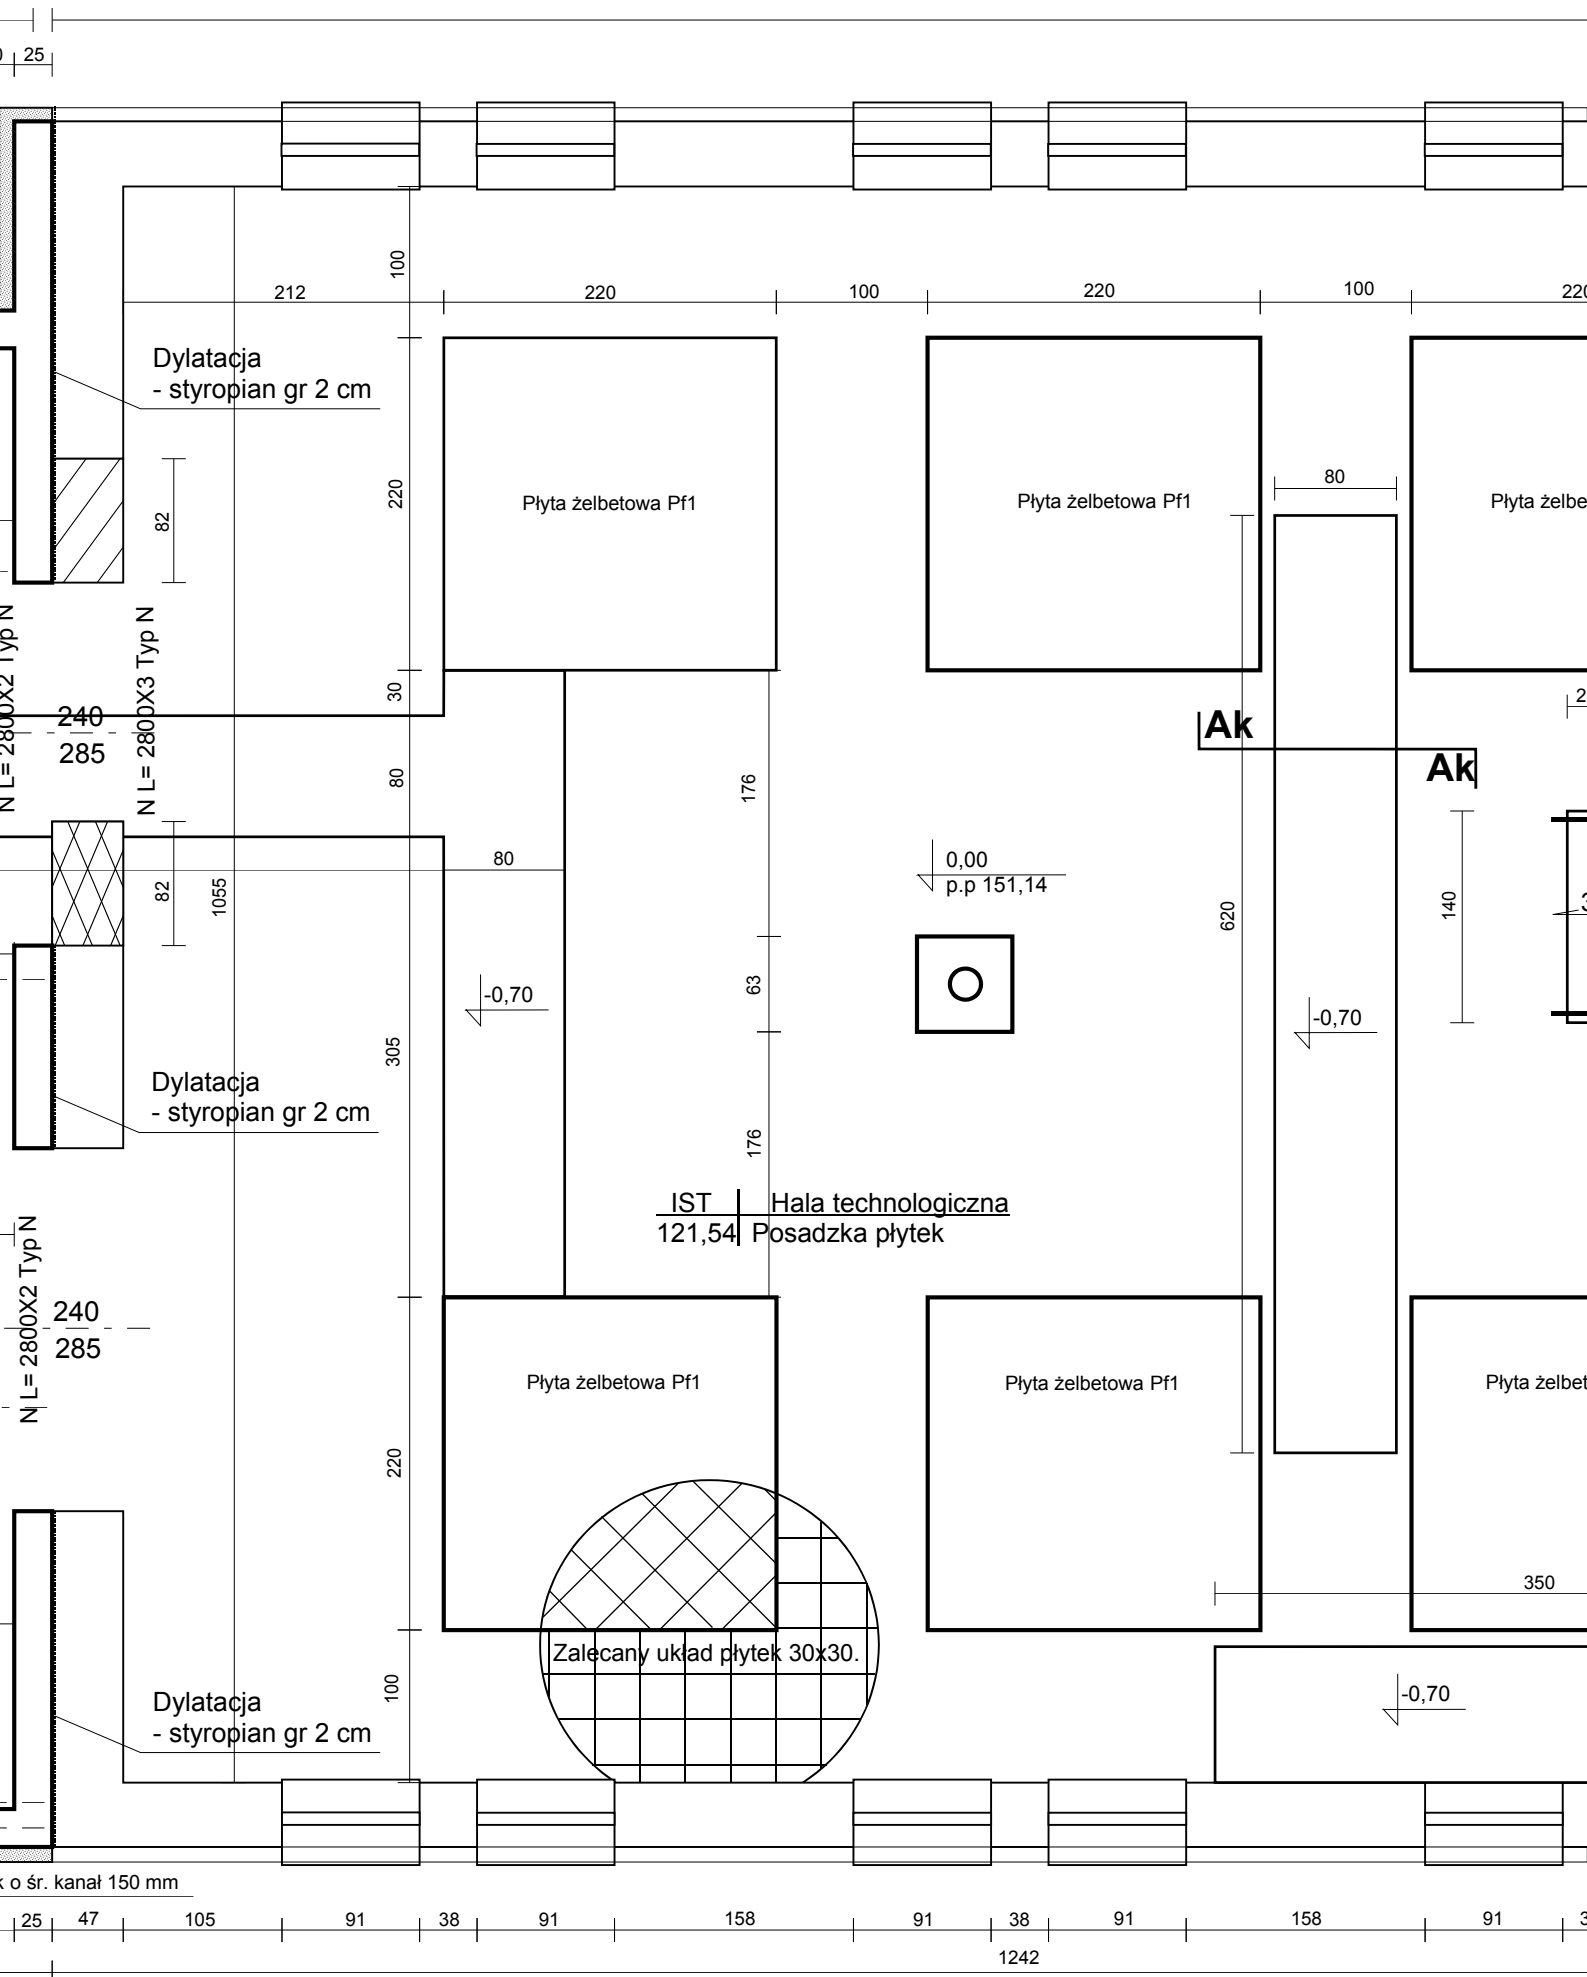 25
100
212
220
100
220
100
Dylatacja
- styropian gr 2 cm
220
82
Płyta żelbetowa Pf1
Płyta żelbetowa Pf1
80
N L= 2800X2 Typ N
N L= 2800X3 Typ N
240
285
30
80
176
Ak
Ak
80
82
1055
0,00
p.p 151,14
620
140
-0,70
63
-0,70
305
Dylatacja
- styropian gr 2 cm
176
IST Hala technologiczna
121,54 Posadzka płytek
N L= 2800X2 Typ N
240
285
Płyta żelbetowa Pf1
Płyta żelbetowa Pf1
220
350
Zalecany układ płytek 30x30.
100
Dylatacja
- styropian gr 2 cm
-0,70
k o śr. kanał 150 mm
25 47 105 91 38 91 158 91 38 91 158 91
1242